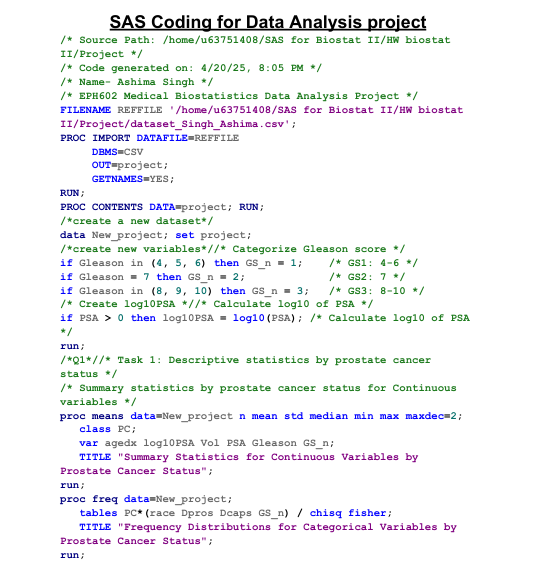 SAS Coding for Data Analysis project
/* Source Path: /home/u63751408/SAS for Biostat II/HW biostat
II/Project */
/* Code generated on: 4/20/25, 8:05 PM */
/* Name- Ashima Singh */
/* EPH602 Medical Biostatistics Data Analysis Project */
FILENAME REFFILE '/home/u63751408/SAS for Biostat II/HW biostat
II/Project/dataset_Singh_Ashima.csv';
PROC IMPORT DATAFILE=REFFILE
DBMS=CSV
OUT=project;
GETNAMES=YES;
RUN;
PROC CONTENTS DATA=project; RUN;
/*create a new dataset*/
data New_project; set project;
/*create new variables*//* Categorize Gleason score */
if Gleason in (4, 5, 6) then GS_n = 1; /* GS1: 4-6 */
if Gleason = 7 then GS_n = 2; /* GS2: 7 */
if Gleason in (8, 9, 10) then GS_n = 3; /* GS3: 8-10 */
/* Create log10PSA *//* Calculate log10 of PSA */
if PSA > 0 then log10PSA = log10(PSA); /* Calculate log10 of PSA
*/
run;
/*Q1*//* Task 1: Descriptive statistics by prostate cancer
status */
/* Summary statistics by prostate cancer status for Continuous
variables */
proc means data=New_project n mean std median min max maxdec=2;
class PC;
var agedx log10PSA Vol PSA Gleason GS_n;
TITLE "Summary Statistics for Continuous Variables by
Prostate Cancer Status";
run;
proc freq data=New_project;
tables PC*(race Dpros Dcaps GS_n) / chisq fisher;
TITLE "Frequency Distributions for Categorical Variables by
Prostate Cancer Status";
run;